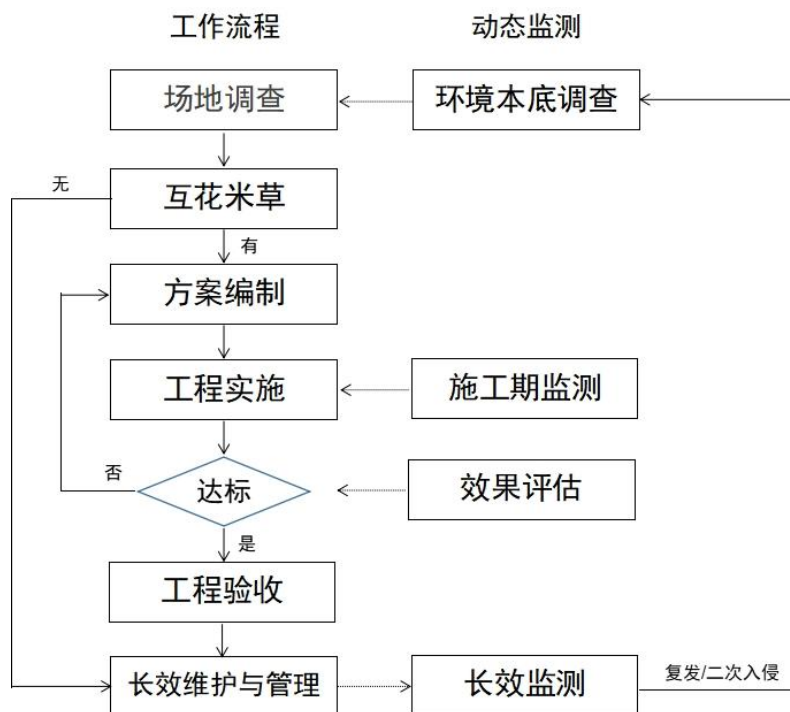 工作流程
动态监测
场地调查
环境本底调查
无
互花米草
有
方案编制
工程实施
施工期监测
否
达标
效果评估
是
工程验收
长效维护与管理
长效监测
复发/二次入侵